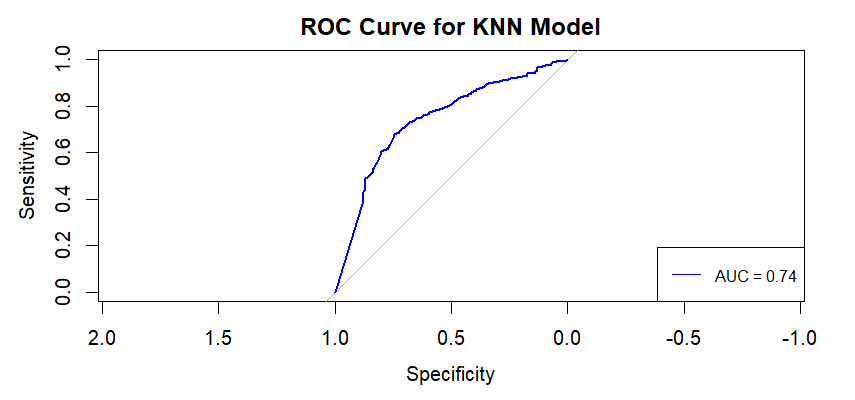 ROC Curve for KNN Model
Sensitivity
1.0
0.8
0.6
0.4
0.2
0.0
AUC = 0.74
2.0 1.5 1.0 0.5 0.0 -0.5 -1.0
Specificity